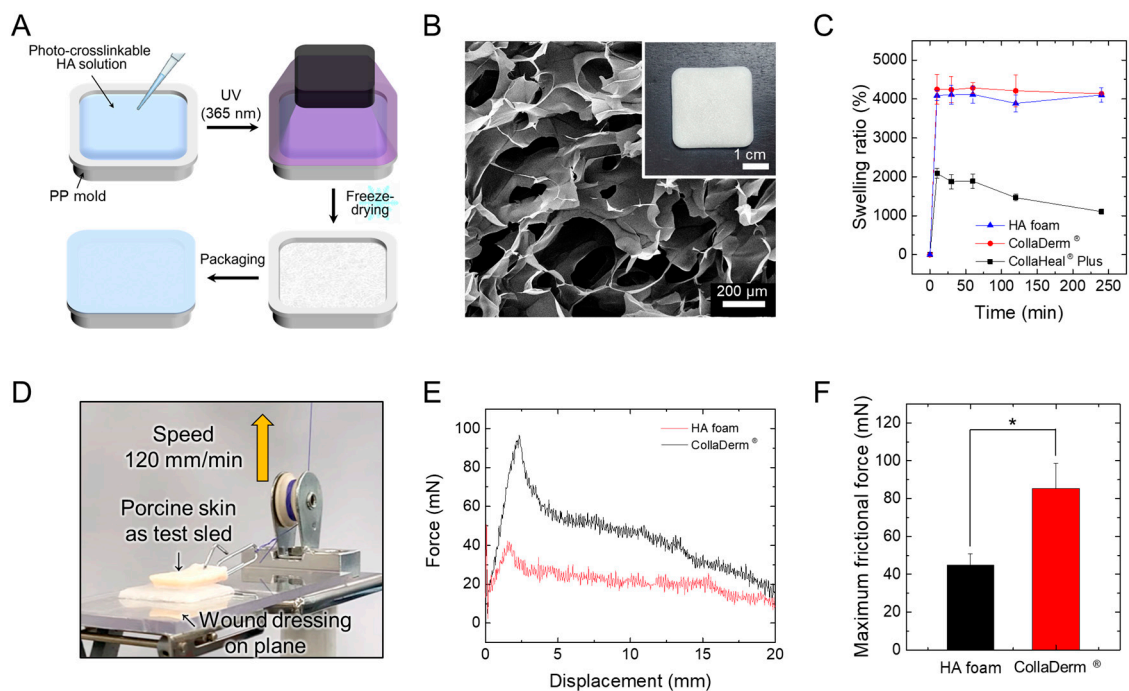 A
Photo-crosslinkable
HA solution
UV
(365 nm)
PP mold
Freeze-
drying
Packaging
B
1 cm
200 µm
C
Swelling ratio (%)
5000
4000
3000
2000
1000
0
HA foam
CollaDerm®
CollaHeal® Plus
0
50
100
150
200
250
Time (min)
D
Speed
120 mm/min
Porcine skin
as test sled
Wound dressing
on plane
E
Force (mN)
100
80
60
40
20
0
HA foam
CollaDerm®
0
5
10
15
20
Displacement (mm)
F
Maximum frictional force (mN)
120
100
80
60
40
20
0
*
HA foam
CollaDerm®